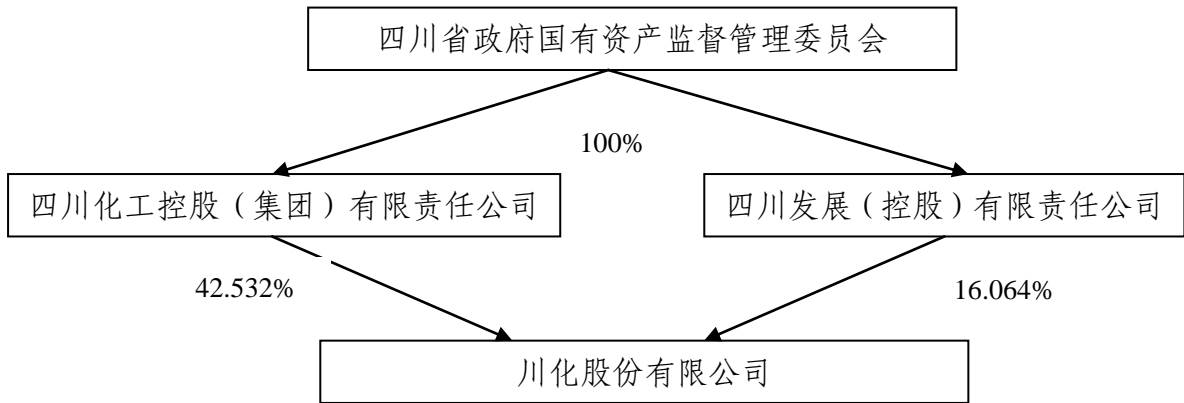 四川省政府国有资产监督管理委员会
100%
四川化工控股（集团）有限责任公司
四川发展（控股）有限责任公司
42.532%
16.064%
川化股份有限公司